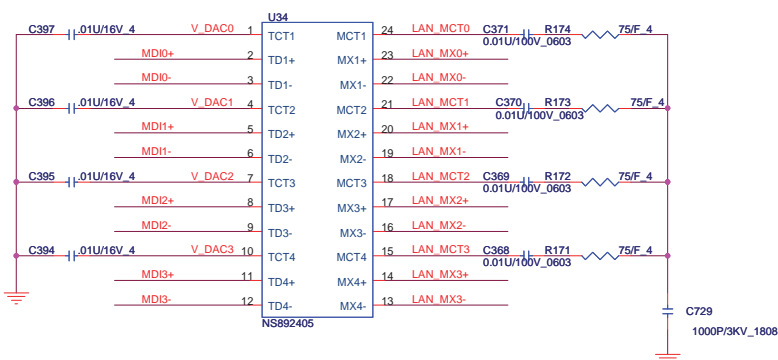 U34
C397 .01U/16V_4 V_DAC0 1 TCT1 MCT1 24 LAN_MCT0 C371 R174 75/F_4
0.01U/100V_0603
MDI0+ 2 TD1+ MX1+ 23 LAN_MX0+
MDI0- 3 TD1- MX1- 22 LAN_MX0-
C396 .01U/16V_4 V_DAC1 4 TCT2 MCT2 21 LAN_MCT1 C370 R173 75/F_4
0.01U/100V_0603
MDI1+ 5 TD2+ MX2+ 20 LAN_MX1+
MDI1- 6 TD2- MX2- 19 LAN_MX1-
C395 .01U/16V_4 V_DAC2 7 TCT3 MCT3 18 LAN_MCT2 C369 R172 75/F_4
0.01U/100V_0603
MDI2+ 8 TD3+ MX3+ 17 LAN_MX2+
MDI2- 9 TD3- MX3- 16 LAN_MX2-
C394 .01U/16V_4 V_DAC3 10 TCT4 MCT4 15 LAN_MCT3 C368 R171 75/F_4
0.01U/100V_0603
MDI3+ 11 TD4+ MX4+ 14 LAN_MX3+
MDI3- 12 TD4- MX4- 13 LAN_MX3-
NS892405
C729
1000P/3KV_1808